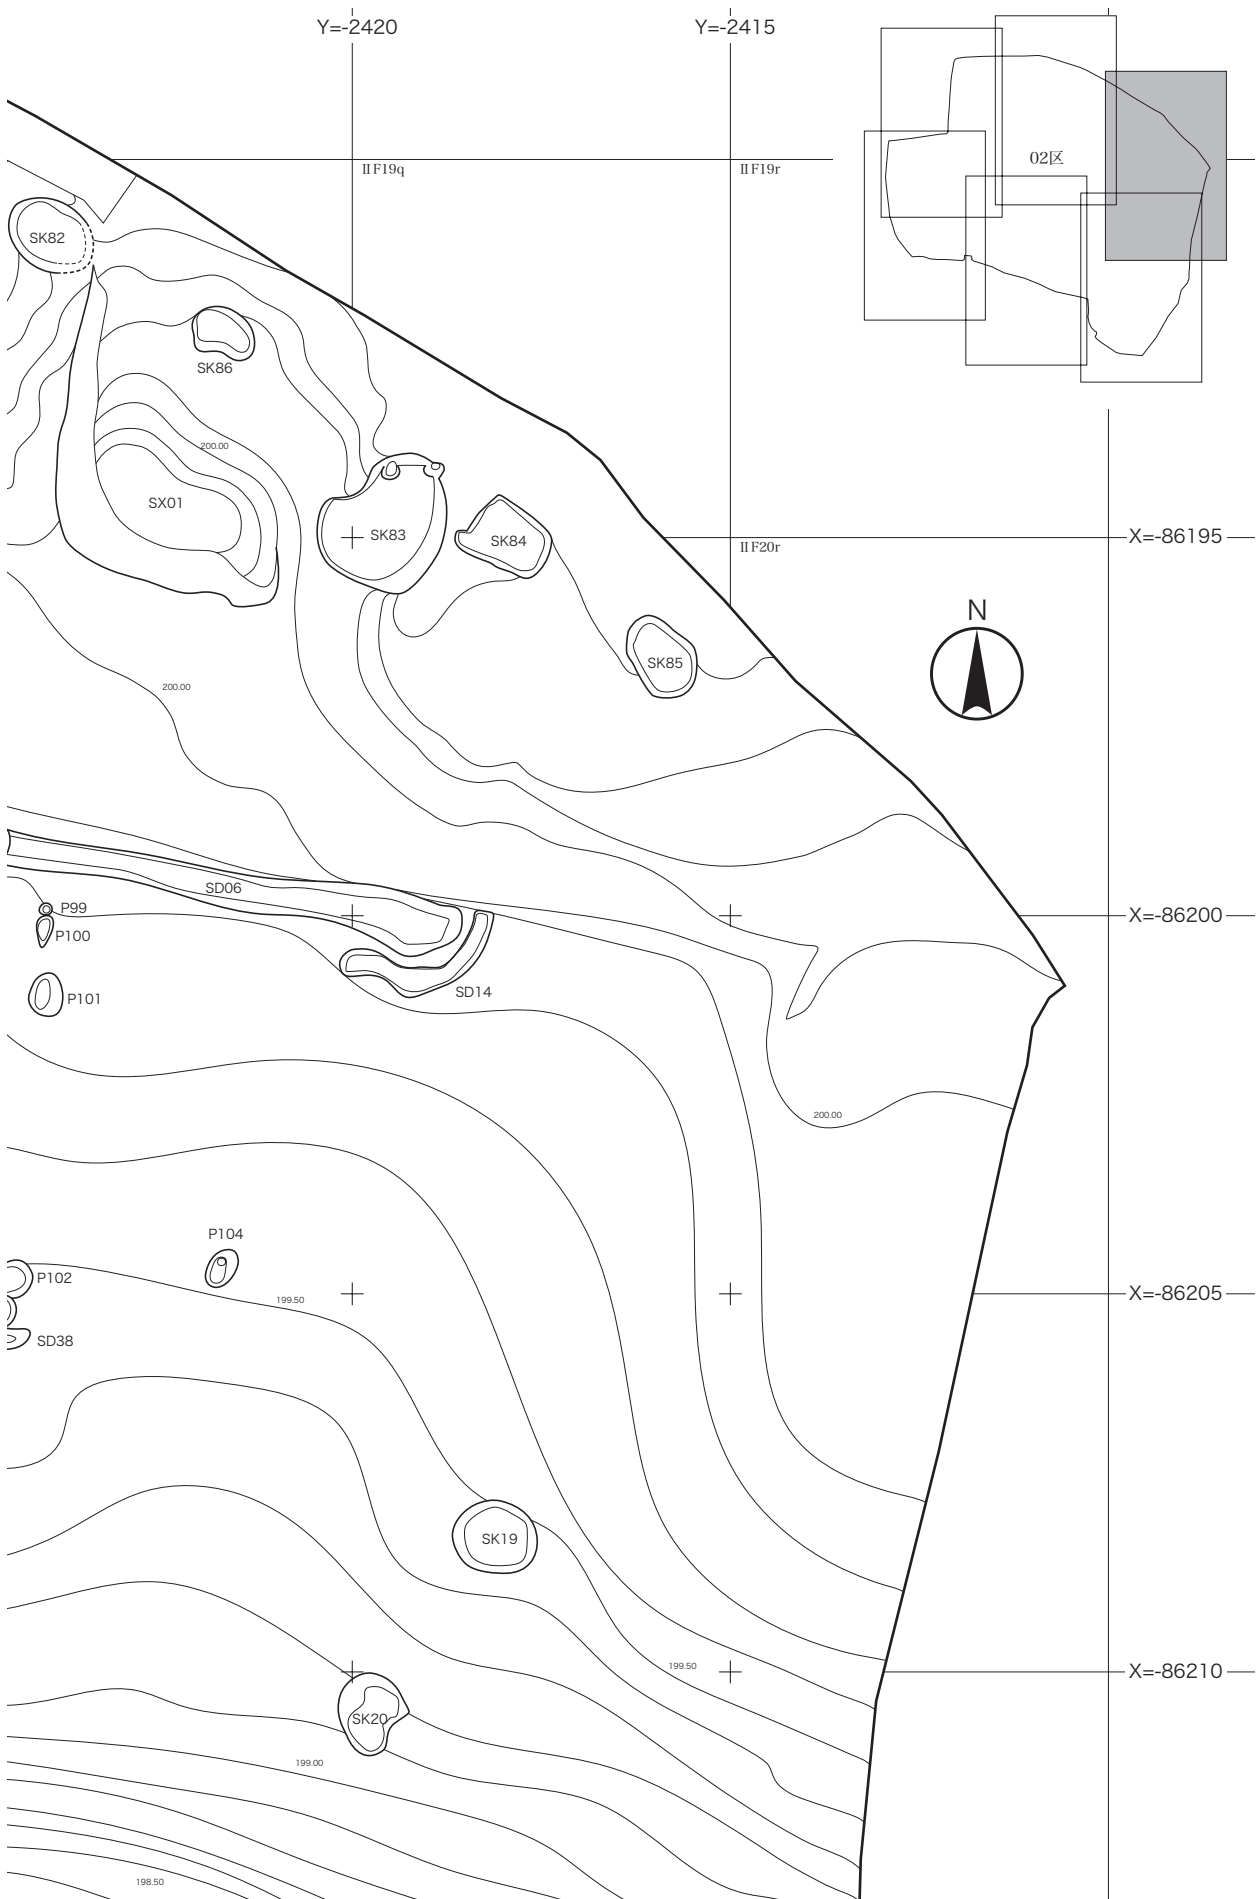 Y=-2420
Y=-2415
02区
ⅡF19q
ⅡF19r
SK82
SK86
200.00
SX01
SK83
SK84
ⅡF20r
X=-86195
N
SK85
200.00
SD06
P99
X=-86200
P100
SD14
P101
200.00
P104
P102
199.50
X=-86205
SD38
SK19
199.50
X=-86210
SK20
199.00
198.50